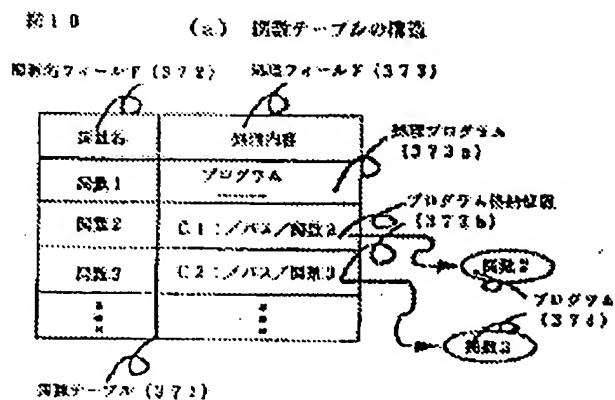 図10 (a) 関数テーブルの構造
関数名フィールド(372) 処理フィールド(373)
関数名 処理内容
処理プログラム
(373a)
関数1 プログラム
プログラム格納位置
(373b)
関数2 C1:/パス/関数2
関数2
関数3 C2:/パス/関数3
プログラム
(374)
関数3
関数テーブル(371)